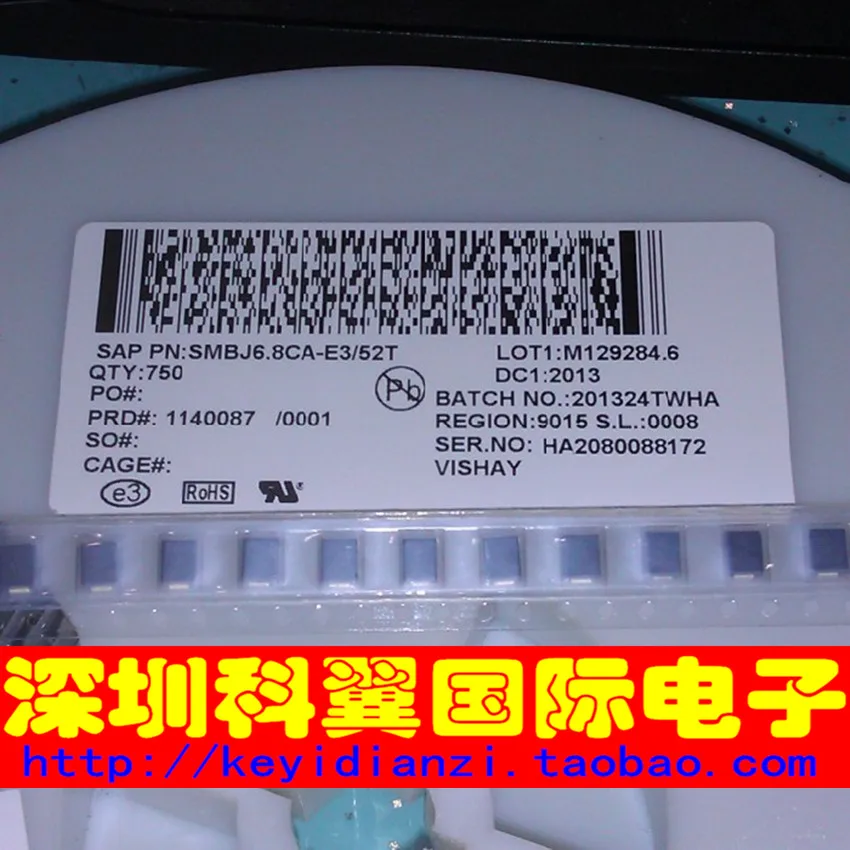 SAP PN:SMBJ6.8CA-E3/52T
QTY:750
PO#:
PRD#: 1140087 /0001
SO#:
CAGE#:
e3 RoHS
Pb
LOT1:M129284.6
DC1:2013
BATCH NO.:201324TWHA
REGION:9015 S.L.:0008
SER.NO: HA2080088172
VISHAY
深圳科翼国际电子
http://keyidianzi.taobao.com